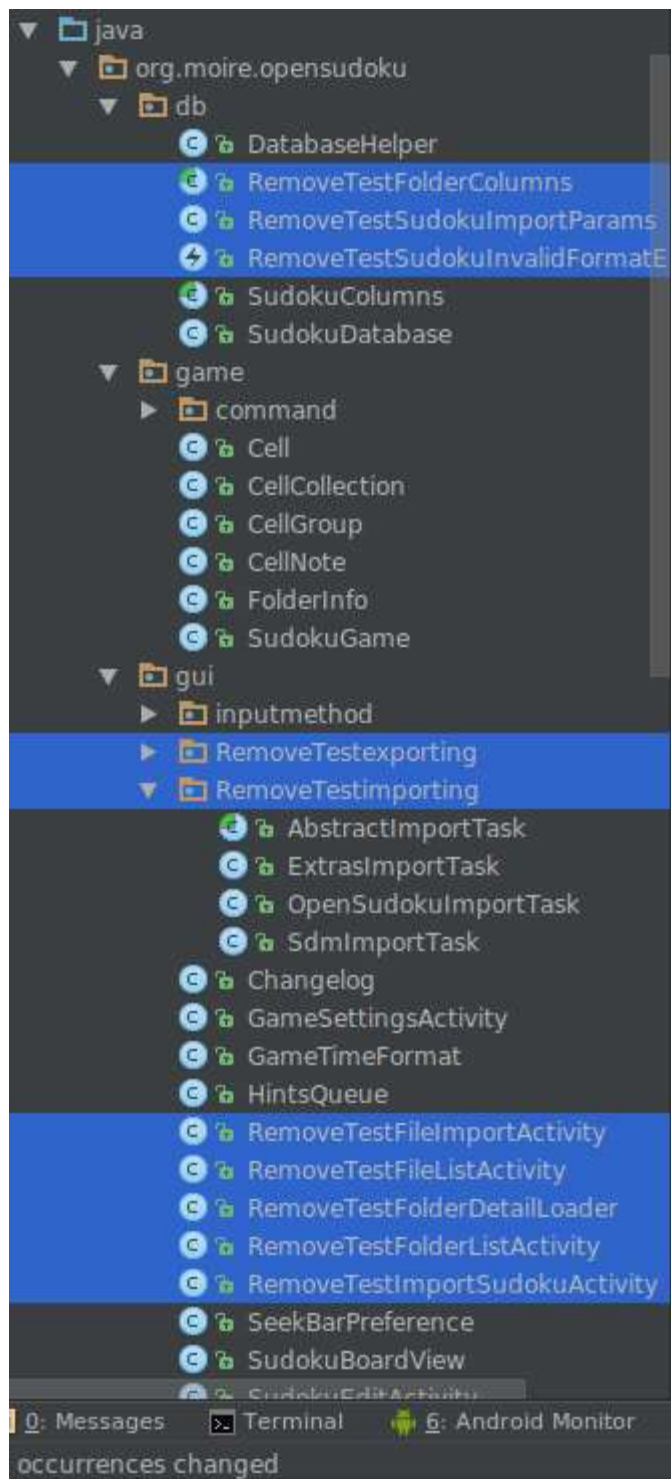 java
org.moire.opensudoku
db
DatabaseHelper
RemoveTestFolderColumns
RemoveTestSudokuImportParams
RemoveTestSudokuInvalidFormatE
SudokuColumns
SudokuDatabase
game
command
Cell
CellCollection
CellGroup
CellNote
FolderInfo
SudokuGame
gui
inputmethod
RemoveTestexporting
RemoveTestimporting
AbstractImportTask
ExtrasImportTask
OpenSudokuImportTask
SdmImportTask
Changelog
GameSettingsActivity
GameTimeFormat
HintsQueue
RemoveTestFileImportActivity
RemoveTestFileListActivity
RemoveTestFolderDetailLoader
RemoveTestFolderListActivity
RemoveTestImportSudokuActivity
SeekBarPreference
SudokuBoardView
SudokuEditActivity
0: Messages Terminal 6: Android Monitor
occurrences changed